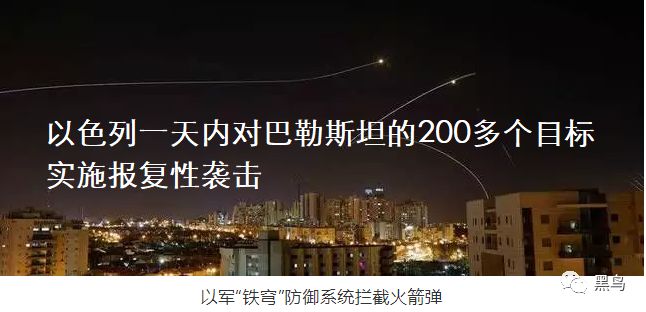 以色列一天内对巴勒斯坦的200多个目标
实施报复性袭击
黑鸟
以军“铁穹”防御系统拦截火箭弹